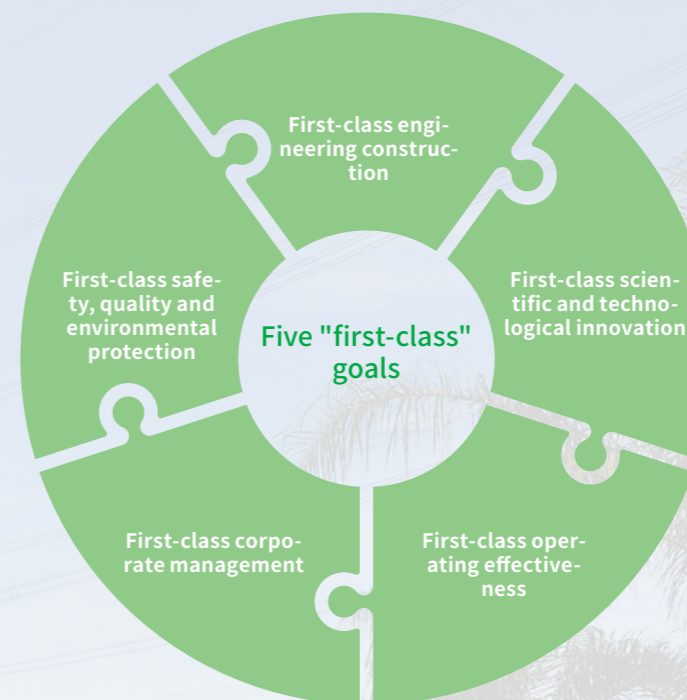 First-class engi-
neering construc-
tion
First-class safe-
ty, quality and
environmental
protection
First-class scien-
tific and techno-
logical innovation
Five "first-class"
goals
First-class corpo-
rate management
First-class oper-
ating effective-
ness